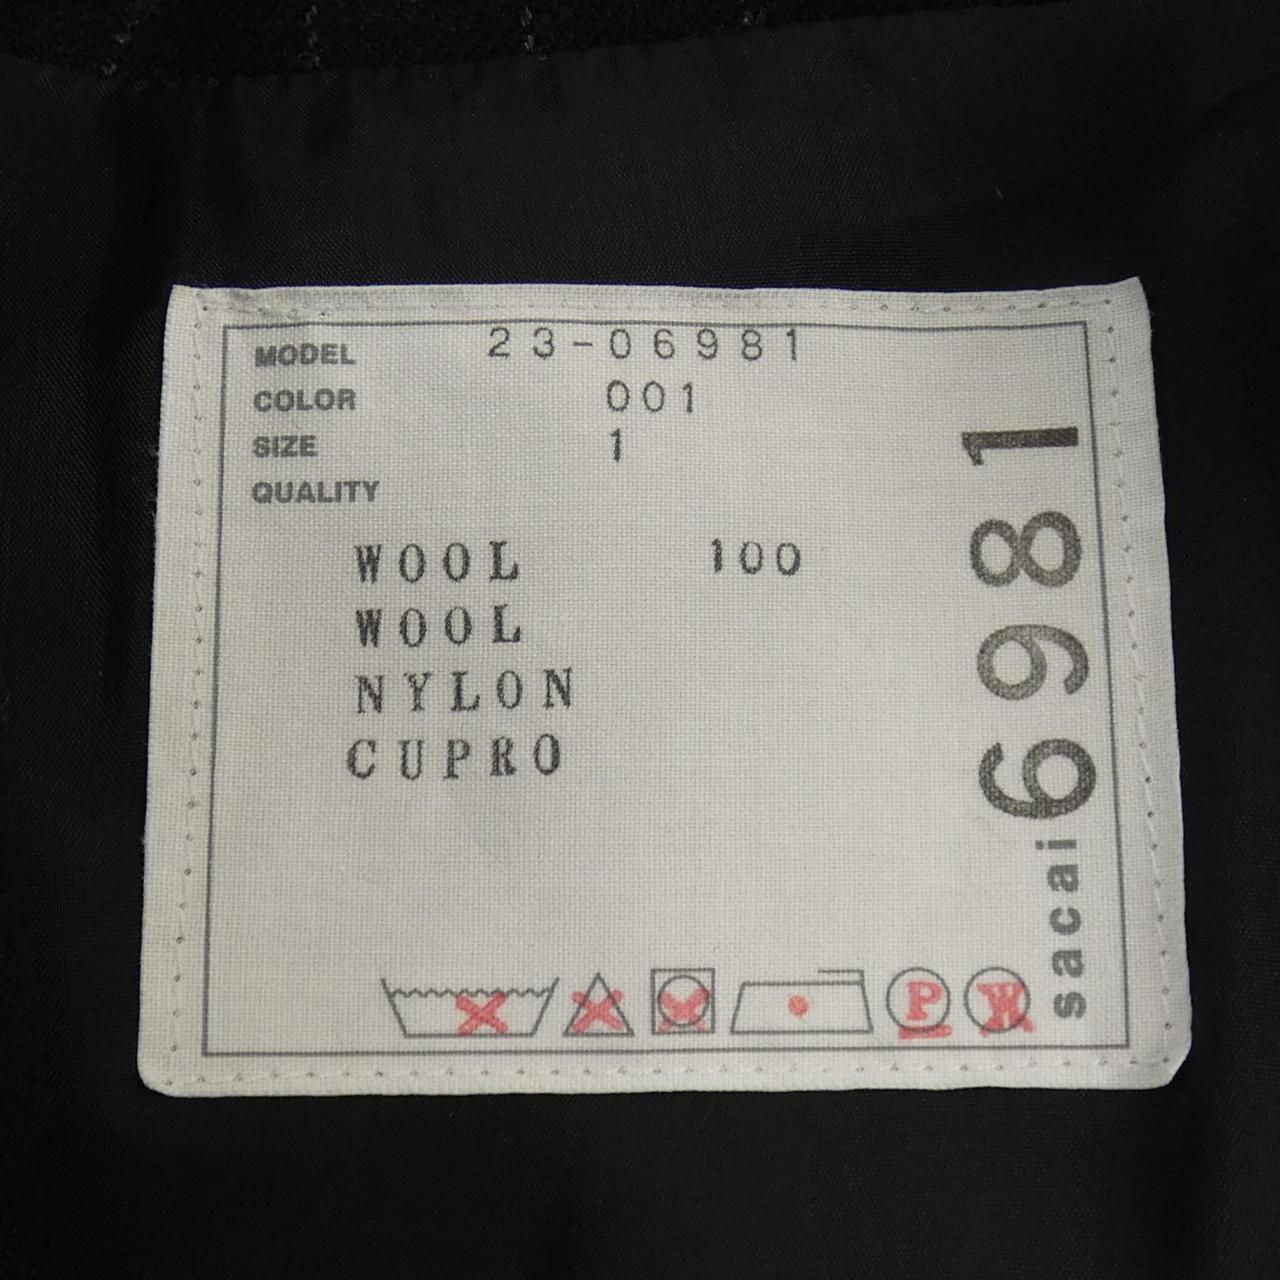 MODEL 23-06981
COLOR 001
SIZE 1
QUALITY
WOOL 100
WOOL
NYLON
CUPRO
P W
sacai 6981